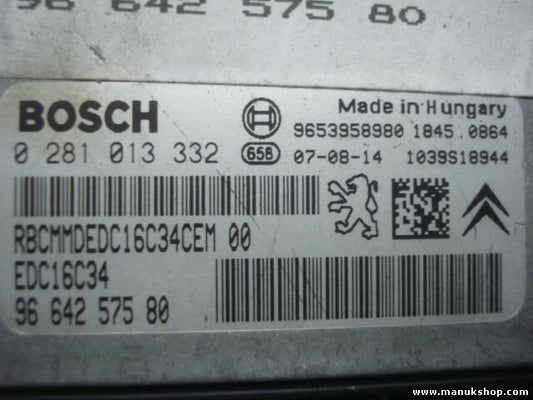 96 642 575 80
BOSCH
Made in Hungary
9653958980 1845.0864
0 281 013 332
658
07-08-14 1039S18944
RBCMMDEDC16C34CEM 00
EDC16C34
96 642 575 80
www.manukshop.com